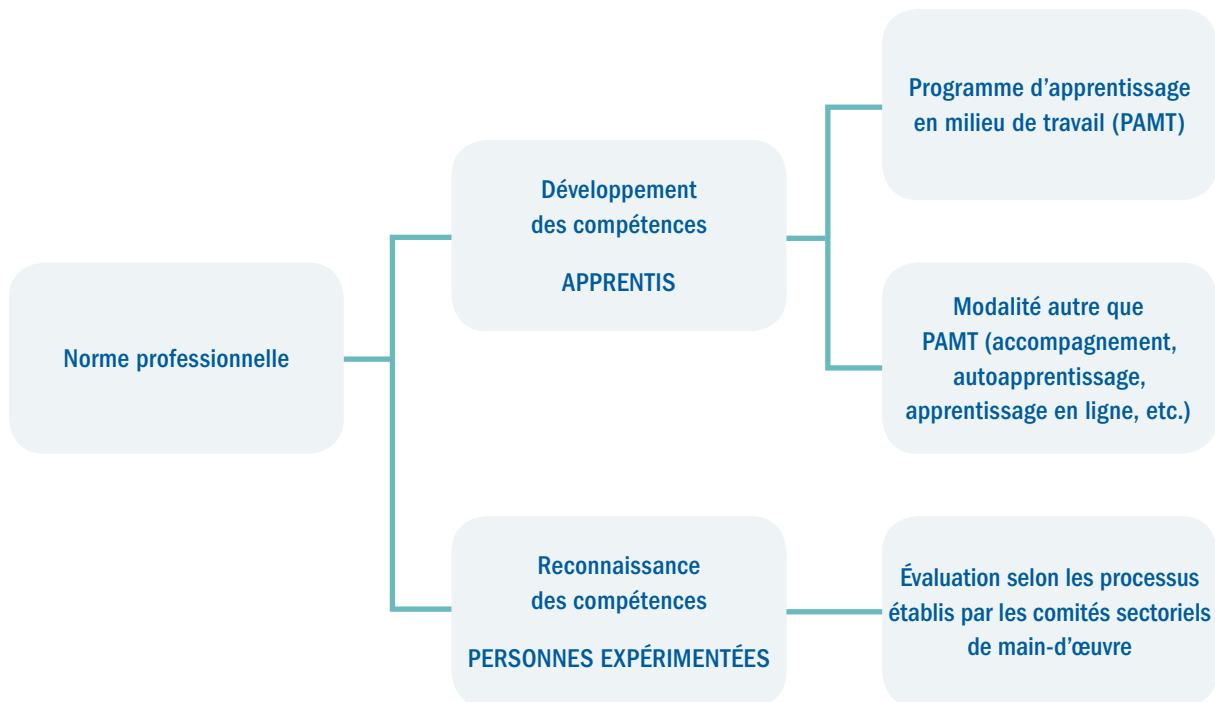 Norme professionnelle
Développement
des compétences
APPRENTIS
Programme d'apprentissage
en milieu de travail (PAMT)
Modalité autre que
PAMT (accompagnement,
autoapprentissage,
apprentissage en ligne, etc.)
Reconnaissance
des compétences
PERSONNES EXPÉRIMENTÉES
Évaluation selon les processus
établis par les comités sectoriels
de main-d'œuvre